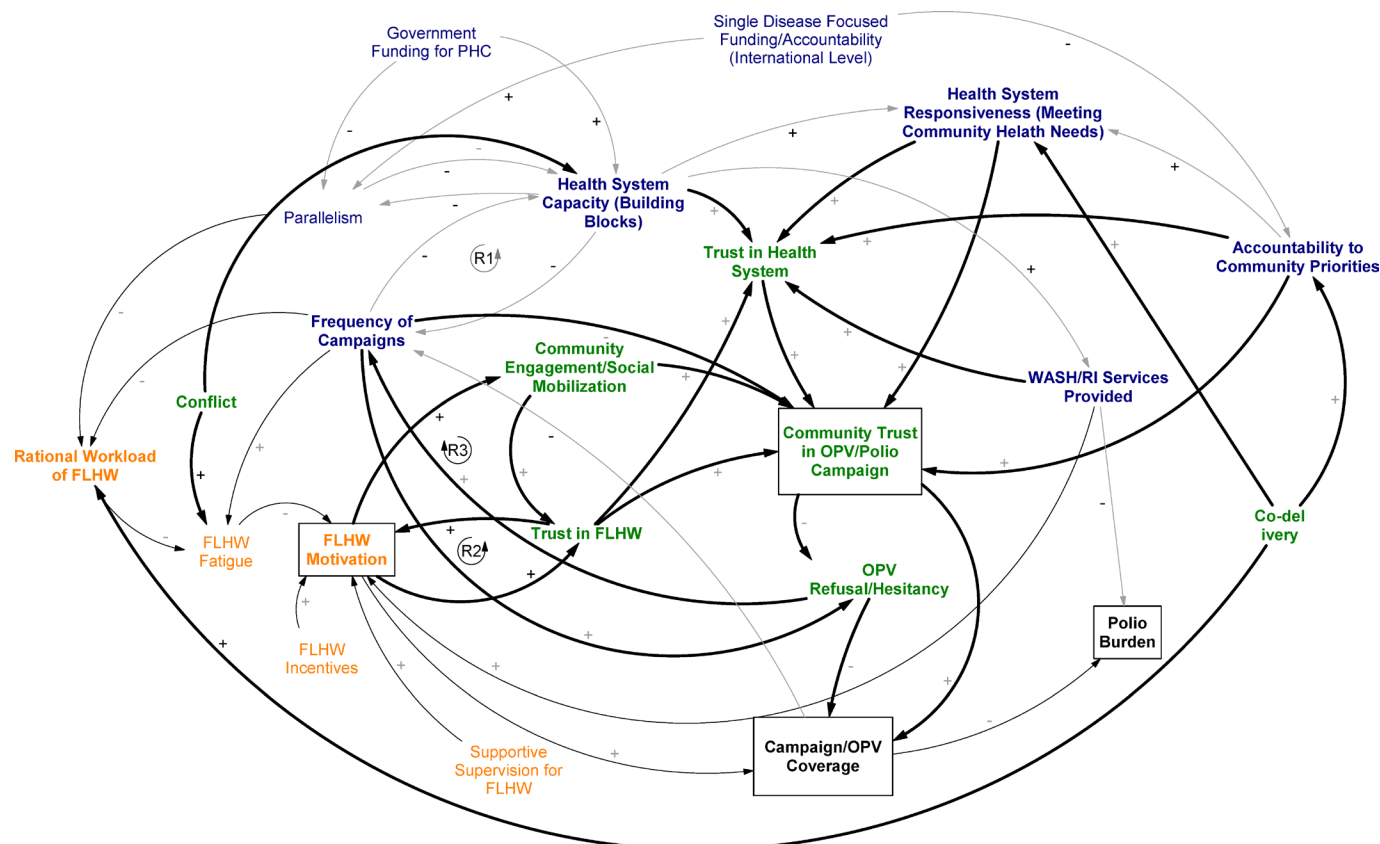 Government
Funding for PHC
Single Disease Focused
Funding/Accountability
(International Level)
-
+
+
-
Health System
Responsiveness (Meeting
Community Helath Needs)
+
-
-
+
Parallelism
-
Health System
Capacity (Building
Blocks)
+
+
+
+
Trust in Health
System
Accountability to
Community Priorities
R1
-
-
+
-
Frequency of
Campaigns
+
-
+
+
+
Community
Engagement/Social
Mobilization
+
+
WASH/RI Services
Provided
-
Conflict
+
+
-
Community Trust
in OPV/Polio
Campaign
R3
+
Rational Workload
of FLHW
+
+
+
+
+
+
-
-
-
-
Co-del
ivery
FLHW
Fatigue
FLHW
Motivation
+
Trust in FLHW
R2
+
OPV
Refusal/Hesitancy
+
+
Polio
Burden
+
FLHW
Incentives
+
+
-
+
-
Supportive
Supervision for
FLHW
+
Campaign/OPV
Coverage